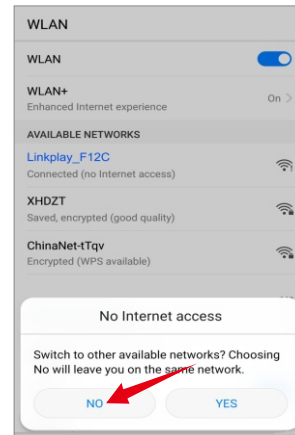 WLAN
WLAN
WLAN+
Enhanced Internet experience
On >
AVAILABLE NETWORKS
Linkplay_F12C
Connected (no Internet access)
XHDZT
Saved, encrypted (good quality)
ChinaNet-tTqv
Encrypted (WPS available)
No Internet access
Switch to other available networks? Choosing
No will leave you on the same network.
NO
YES